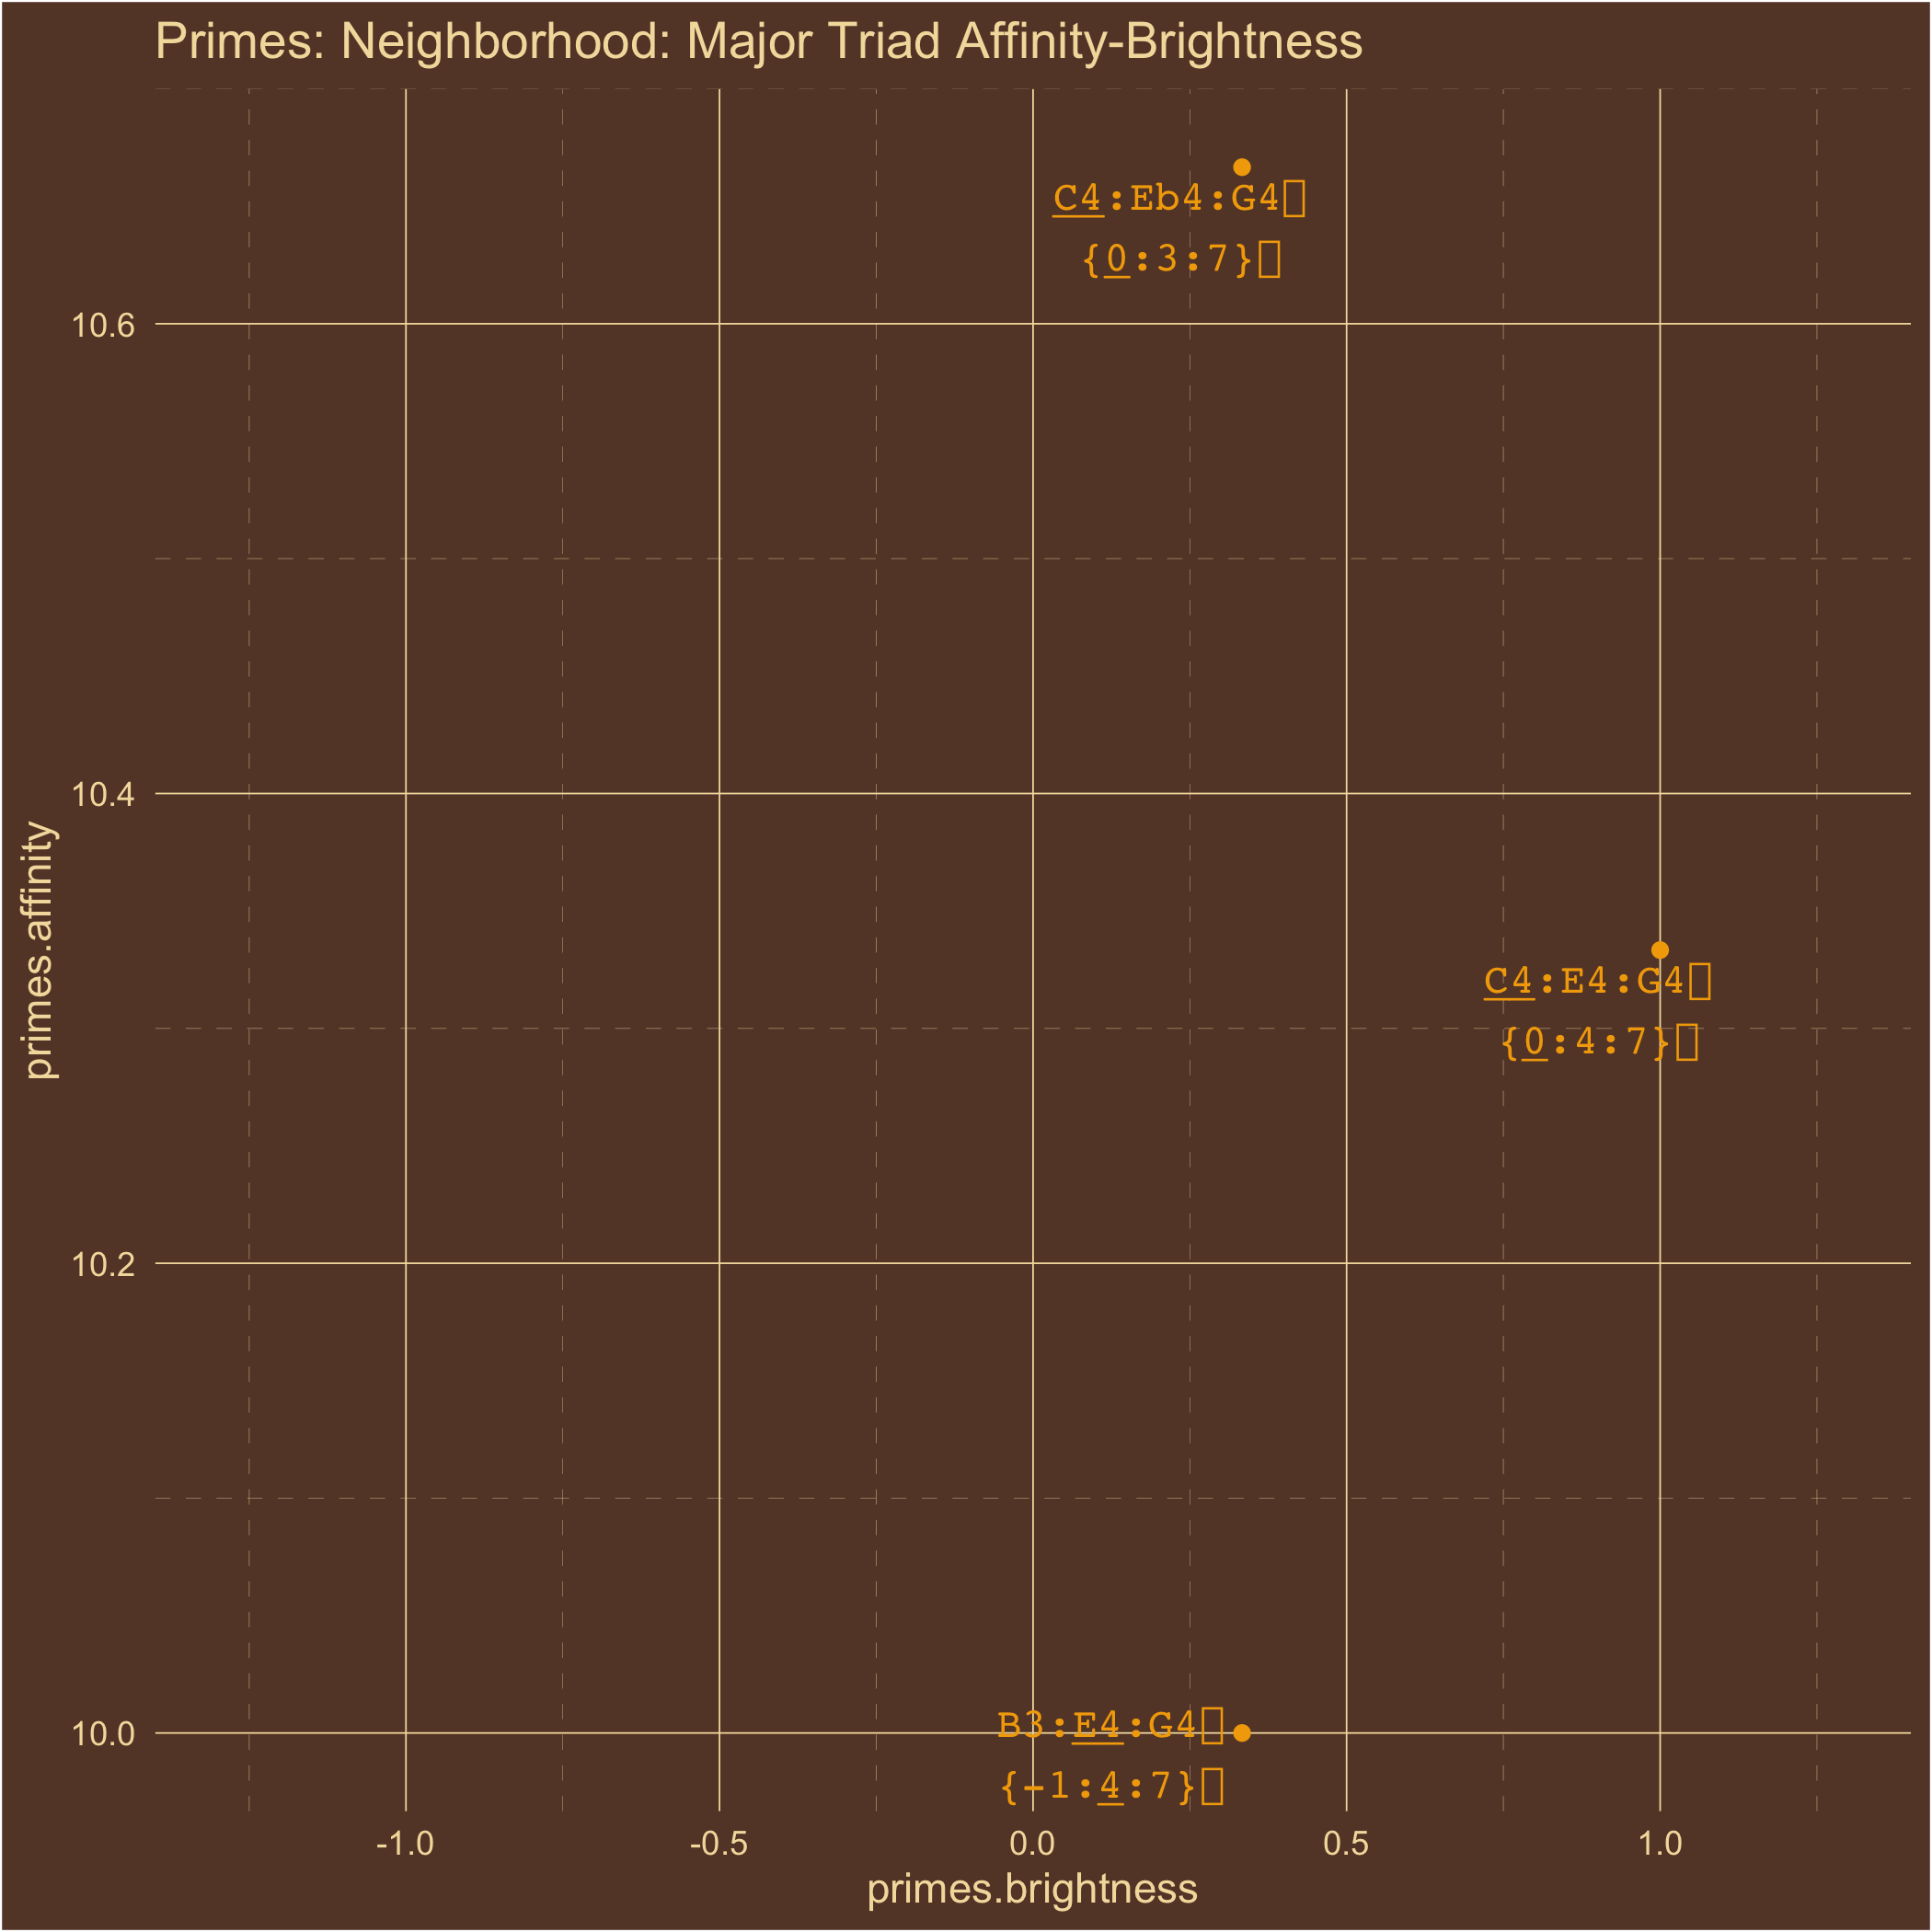 Primes: Neighborhood: Major Triad Affinity-Brightness
C4:Eb4:G4
{0:3:7}
10.6
10.4
primes.affinity
C4:E4:G4
{0:4:7}
10.2
10.0
B3:E4:G4
{-1:4:7}
-1.0 -0.5 0.0 0.5 1.0
primes.brightness